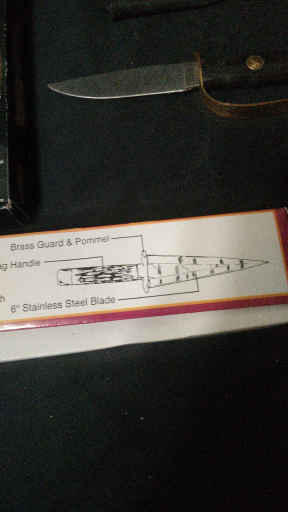 Brass Guard & Pommel
Handle
6" Stainless Steel Blade